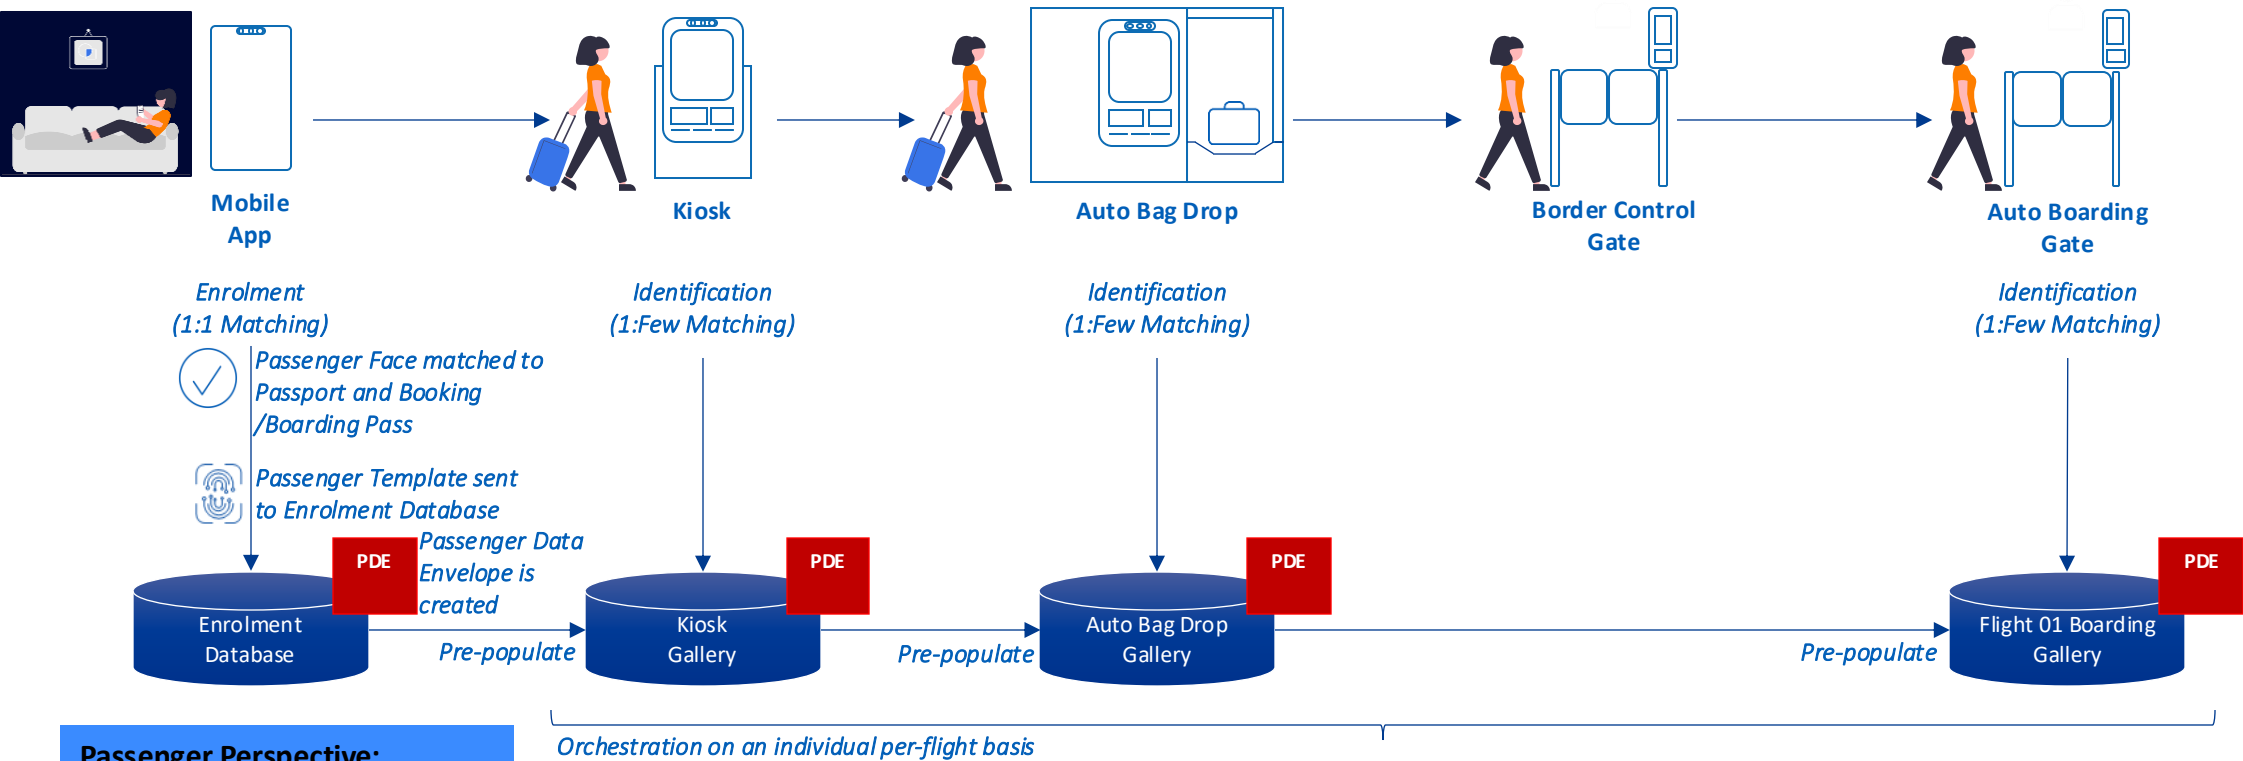 Mobile
App
Kiosk
Auto Bag Drop
Border Control
Gate
Auto Boarding
Gate
Enrolment
(1:1 Matching)
Identification
(1:Few Matching)
Identification
(1:Few Matching)
Identification
(1:Few Matching)
Passenger Face matched to
Passport and Booking
/Boarding Pass
Passenger Template sent
to Enrolment Database
Passenger Data
Envelope is
created
PDE
PDE
PDE
PDE
Enrolment
Database
Pre-populate
Kiosk
Gallery
Pre-populate
Auto Bag Drop
Gallery
Pre-populate
Flight 01 Boarding
Gallery
Orchestration on an individual per-flight basis
Passenger Perspective: